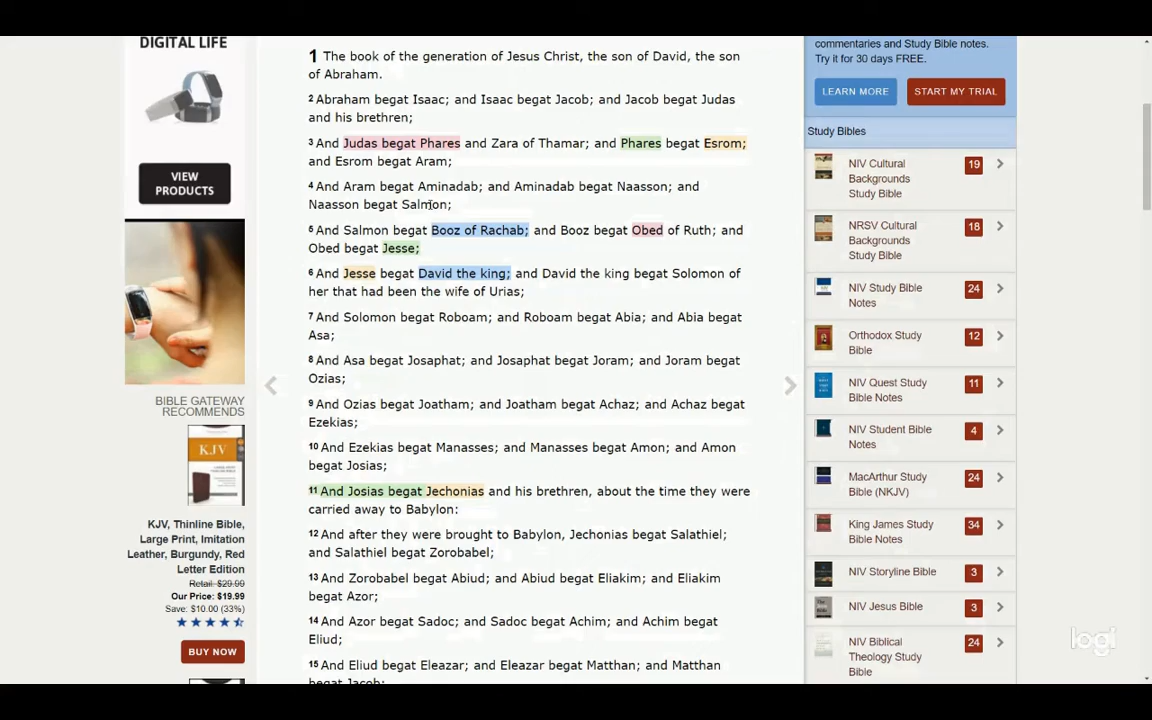 DIGITAL LIFE
VIEW
PRODUCTS
BIBLE GATEWAY
RECOMMENDS
KJV
KJV, Thinline Bible,
Large Print, Imitation
Leather, Burgundy, Red
Letter Edition
Retail: $29.99
Our Price: $19.99
Save: $10.00 (33%)
BUY NOW
1 The book of the generation of Jesus Christ, the son of David, the son
of Abraham.
2 Abraham begat Isaac; and Isaac begat Jacob; and Jacob begat Judas
and his brethren;
3 And Judas begat Phares and Zara of Thamar; and Phares begat Esrom;
and Esrom begat Aram;
4 And Aram begat Aminadab; and Aminadab begat Naasson; and
Naasson begat Salmon;
5 And Salmon begat Booz of Rachab; and Booz begat Obed of Ruth; and
Obed begat Jesse;
6 And Jesse begat David the king; and David the king begat Solomon of
her that had been the wife of Urias;
7 And Solomon begat Roboam; and Roboam begat Abia; and Abia begat
Asa;
8 And Asa begat Josaphat; and Josaphat begat Joram; and Joram begat
Ozias;
9 And Ozias begat Joatham; and Joatham begat Achaz; and Achaz begat
Ezekias;
10 And Ezekias begat Manasses; and Manasses begat Amon; and Amon
begat Josias;
11 And Josias begat Jechonias and his brethren, about the time they were
carried away to Babylon:
12 And after they were brought to Babylon, Jechonias begat Salathiel;
and Salathiel begat Zorobabel;
13 And Zorobabel begat Abiud; and Abiud begat Eliakim; and Eliakim
begat Azor;
14 And Azor begat Sadoc; and Sadoc begat Achim; and Achim begat
Eliud;
15 And Eliud begat Eleazar; and Eleazar begat Matthan; and Matthan
begat Jacob;
commentaries and Study Bible notes.
Try it for 30 days FREE.
LEARN MORE
START MY TRIAL
Study Bibles
NIV Cultural
Backgrounds
Study Bible
19
NRSV Cultural
Backgrounds
Study Bible
18
NIV Study Bible
Notes
24
Orthodox Study
Bible
12
NIV Quest Study
Bible Notes
11
NIV Student Bible
Notes
4
MacArthur Study
Bible (NKJV)
24
King James Study
Bible Notes
34
NIV Storyline Bible
3
NIV Jesus Bible
3
NIV Biblical
Theology Study
Bible
24
logi